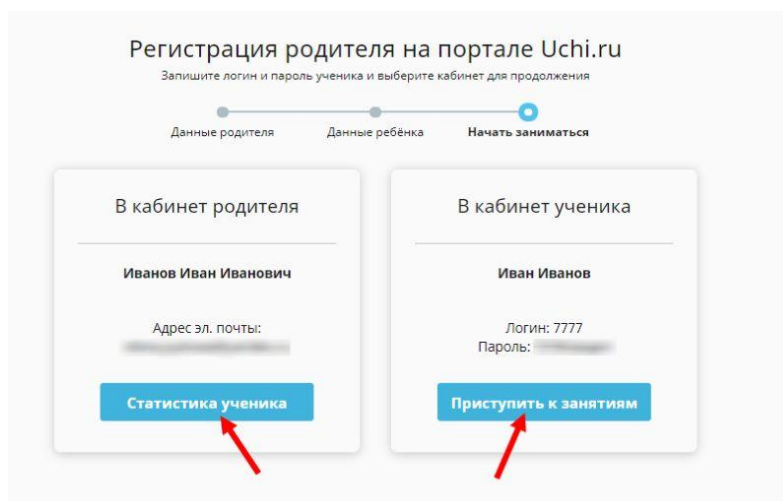 Регистрация родителя на портале Uchi.ru
Запишите логин и пароль ученика и выберите кабинет для продолжения
Данные родителя
Данные ребёнка
Начать заниматься
В кабинет родителя
Иванов Иван Иванович
Адрес эл. почты:
Статистика ученика
В кабинет ученика
Иван Иванов
Логин: 7777
Пароль:
Приступить к занятиям